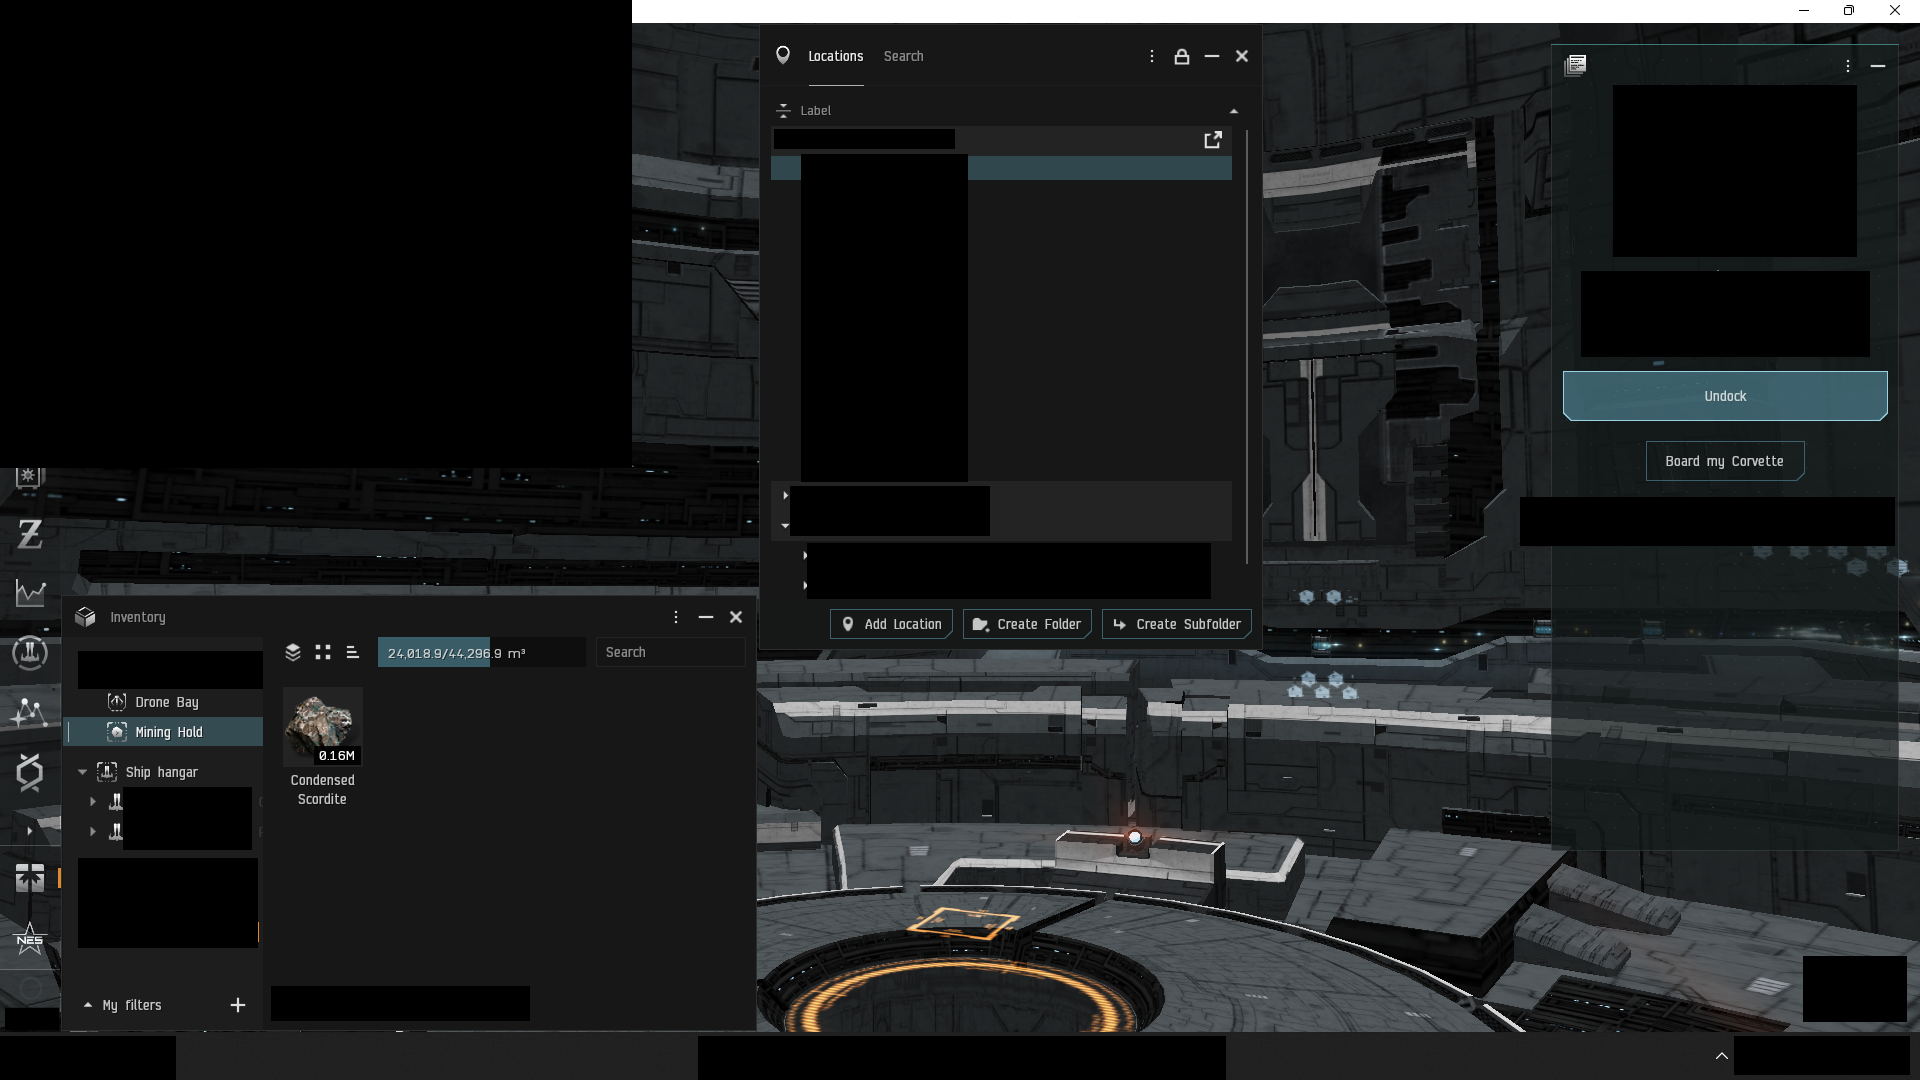 Locations Search
Label
Undock
Board my Corvette
Add Location
Create Folder
Create Subfolder
Inventory
24,018.9/44,296.9 m³
Search
Drone Bay
Mining Hold
Ship hangar
0.16M
Condensed
Scordite
NES
My filters